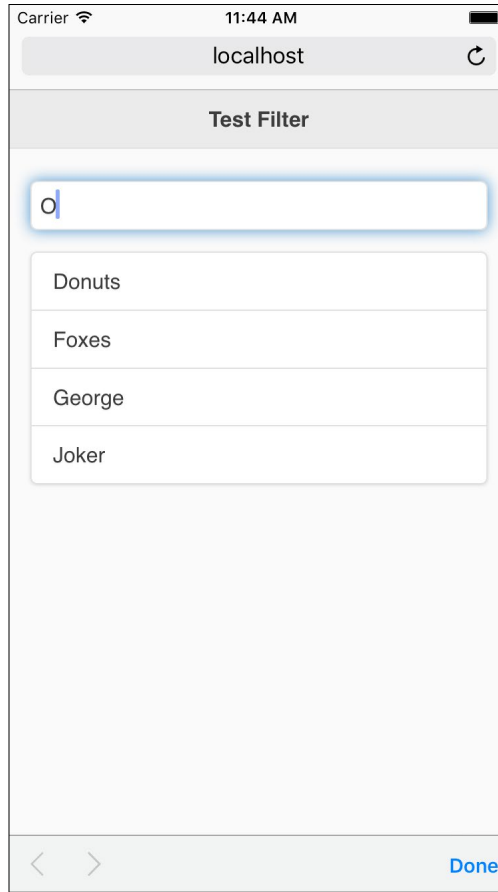 Carrier 11:44 AM
localhost
Test Filter
O
Donuts
Foxes
George
Joker
Done